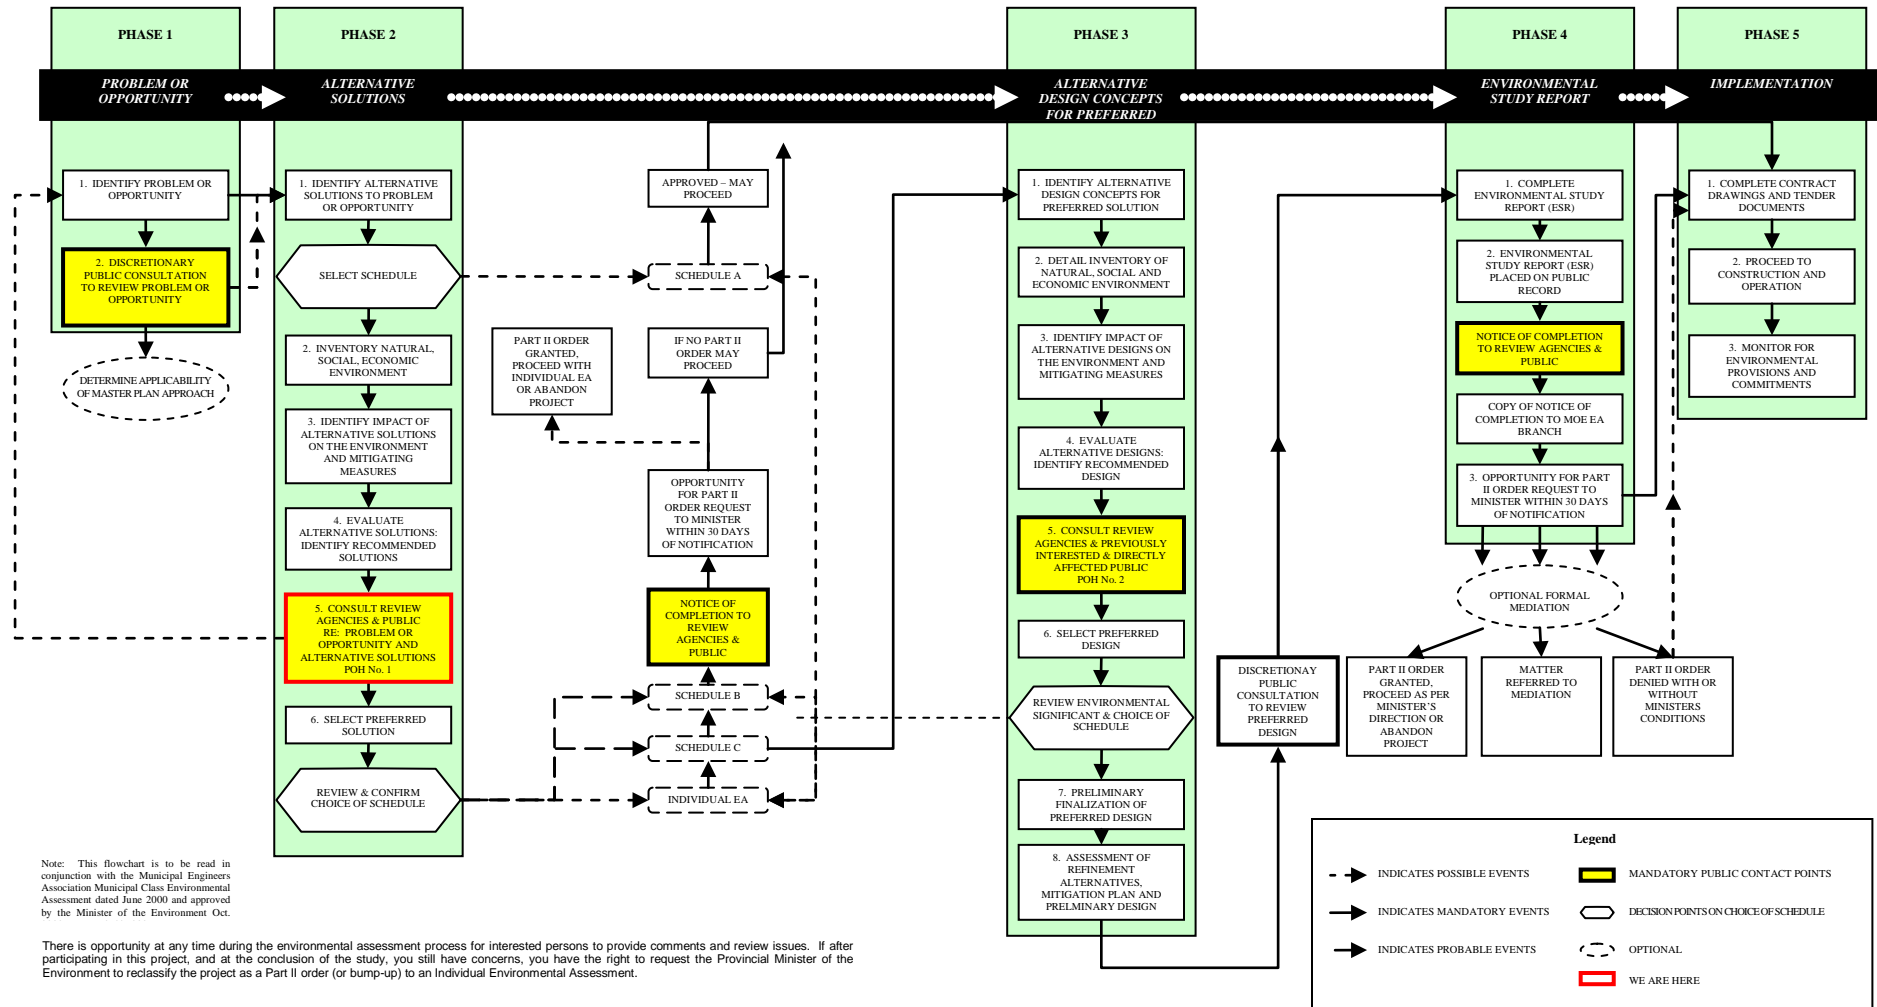 PHASE 1
PROBLEM OR
OPPORTUNITY
1. IDENTIFY PROBLEM OR
OPPORTUNITY
2. DISCRETIONARY
PUBLIC CONSULTATION
TO REVIEW PROBLEM OR
OPPORTUNITY
DETERMINE APPLICABILITY
OF MASTER PLAN APPROACH
PHASE 2
ALTERNATIVE
SOLUTIONS
1. IDENTIFY ALTERNATIVE
SOLUTIONS TO PROBLEM
OR OPPORTUNITY
SELECT SCHEDULE
2. INVENTORY NATURAL,
SOCIAL, ECONOMIC
ENVIRONMENT
3. IDENTIFY IMPACT OF
ALTERNATIVE SOLUTIONS
ON THE ENVIRONMENT
AND MITIGATING
MEASURES
4. EVALUATE
ALTERNATIVE SOLUTIONS:
IDENTIFY RECOMMENDED
SOLUTIONS
5. CONSULT REVIEW
AGENCIES & PUBLIC
RE: PROBLEM OR
OPPORTUNITY AND
ALTERNATIVE SOLUTIONS
POH No. 1
6. SELECT PREFERRED
SOLUTION
REVIEW & CONFIRM
CHOICE OF SCHEDULE
APPROVED – MAY
PROCEED
SCHEDULE A
PART II ORDER
GRANTED,
PROCEED WITH
INDIVIDUAL EA
OR ABANDON
PROJECT
IF NO PART II
ORDER MAY
PROCEED
OPPORTUNITY
FOR PART II
ORDER REQUEST
TO MINISTER
WITHIN 30 DAYS
OF NOTIFICATION
NOTICE OF
COMPLETION TO
REVIEW
AGENCIES &
PUBLIC
SCHEDULE B
SCHEDULE C
INDIVIDUAL EA
PHASE 3
ALTERNATIVE
DESIGN CONCEPTS
FOR PREFERRED
1. IDENTIFY ALTERNATIVE
DESIGN CONCEPTS FOR
PREFERRED SOLUTION
2. DETAIL INVENTORY OF
NATURAL, SOCIAL AND
ECONOMIC ENVIRONMENT
3. IDENTIFY IMPACT OF
ALTERNATIVE DESIGNS ON
THE ENVIRONMENT AND
MITIGATING MEASURES
4. EVALUATE
ALTERNATIVE DESIGNS:
IDENTIFY RECOMMENDED
DESIGN
5. CONSULT REVIEW
AGENCIES & PREVIOUSLY
INTERESTED & DIRECTLY
AFFECTED PUBLIC
POH No. 2
6. SELECT PREFERRED
DESIGN
REVIEW ENVIRONMENTAL
SIGNIFICANT & CHOICE OF
SCHEDULE
7. PRELIMINARY
FINALIZATION OF
PREFERRED DESIGN
8. ASSESSMENT OF
REFINEMENT
ALTERNATIVES,
MITIGATION PLAN AND
PRELMINARY DESIGN
DISCRETIONAY
PUBLIC
CONSULTATION
TO REVIEW
PREFERRED
DESIGN
PHASE 4
ENVIRONMENTAL
STUDY REPORT
1. COMPLETE
ENVIRONMENTAL STUDY
REPORT (ESR)
2. ENVIRONMENTAL
STUDY REPORT (ESR)
PLACED ON PUBLIC
RECORD
NOTICE OF COMPLETION
TO REVIEW AGENCIES &
PUBLIC
COPY OF NOTICE OF
COMPLETION TO MOE EA
BRANCH
3. OPPORTUNITY FOR PART
II ORDER REQUEST TO
MINISTER WITHIN 30 DAYS
OF NOTIFICATION
OPTIONAL FORMAL
MEDIATION
PART II ORDER
GRANTED,
PROCEED AS PER
MINISTER'S
DIRECTION OR
ABANDON
PROJECT
MATTER
REFERRED TO
MEDIATION
PART II ORDER
DENIED WITH OR
WITHOUT
MINISTERS
CONDITIONS
PHASE 5
IMPLEMENTATION
1. COMPLETE CONTRACT
DRAWINGS AND TENDER
DOCUMENTS
2. PROCEED TO
CONSTRUCTION AND
OPERATION
3. MONITOR FOR
ENVIRONMENTAL
PROVISIONS AND
COMMITMENTS
Note: This flowchart is to be read in
conjunction with the Municipal Engineers
Association Municipal Class Environmental
Assessment dated June 2000 and approved
by the Minister of the Environment Oct.
There is opportunity at any time during the environmental assessment process for interested persons to provide comments and review issues. If after
participating in this project, and at the conclusion of the study, you still have concerns, you have the right to request the Provincial Minister of the
Environment to reclassify the project as a Part II order (or bump-up) to an Individual Environmental Assessment.
Legend
INDICATES POSSIBLE EVENTS
MANDATORY PUBLIC CONTACT POINTS
INDICATES MANDATORY EVENTS
DECISION POINTS ON CHOICE OF SCHEDULE
INDICATES PROBABLE EVENTS
OPTIONAL
WE ARE HERE